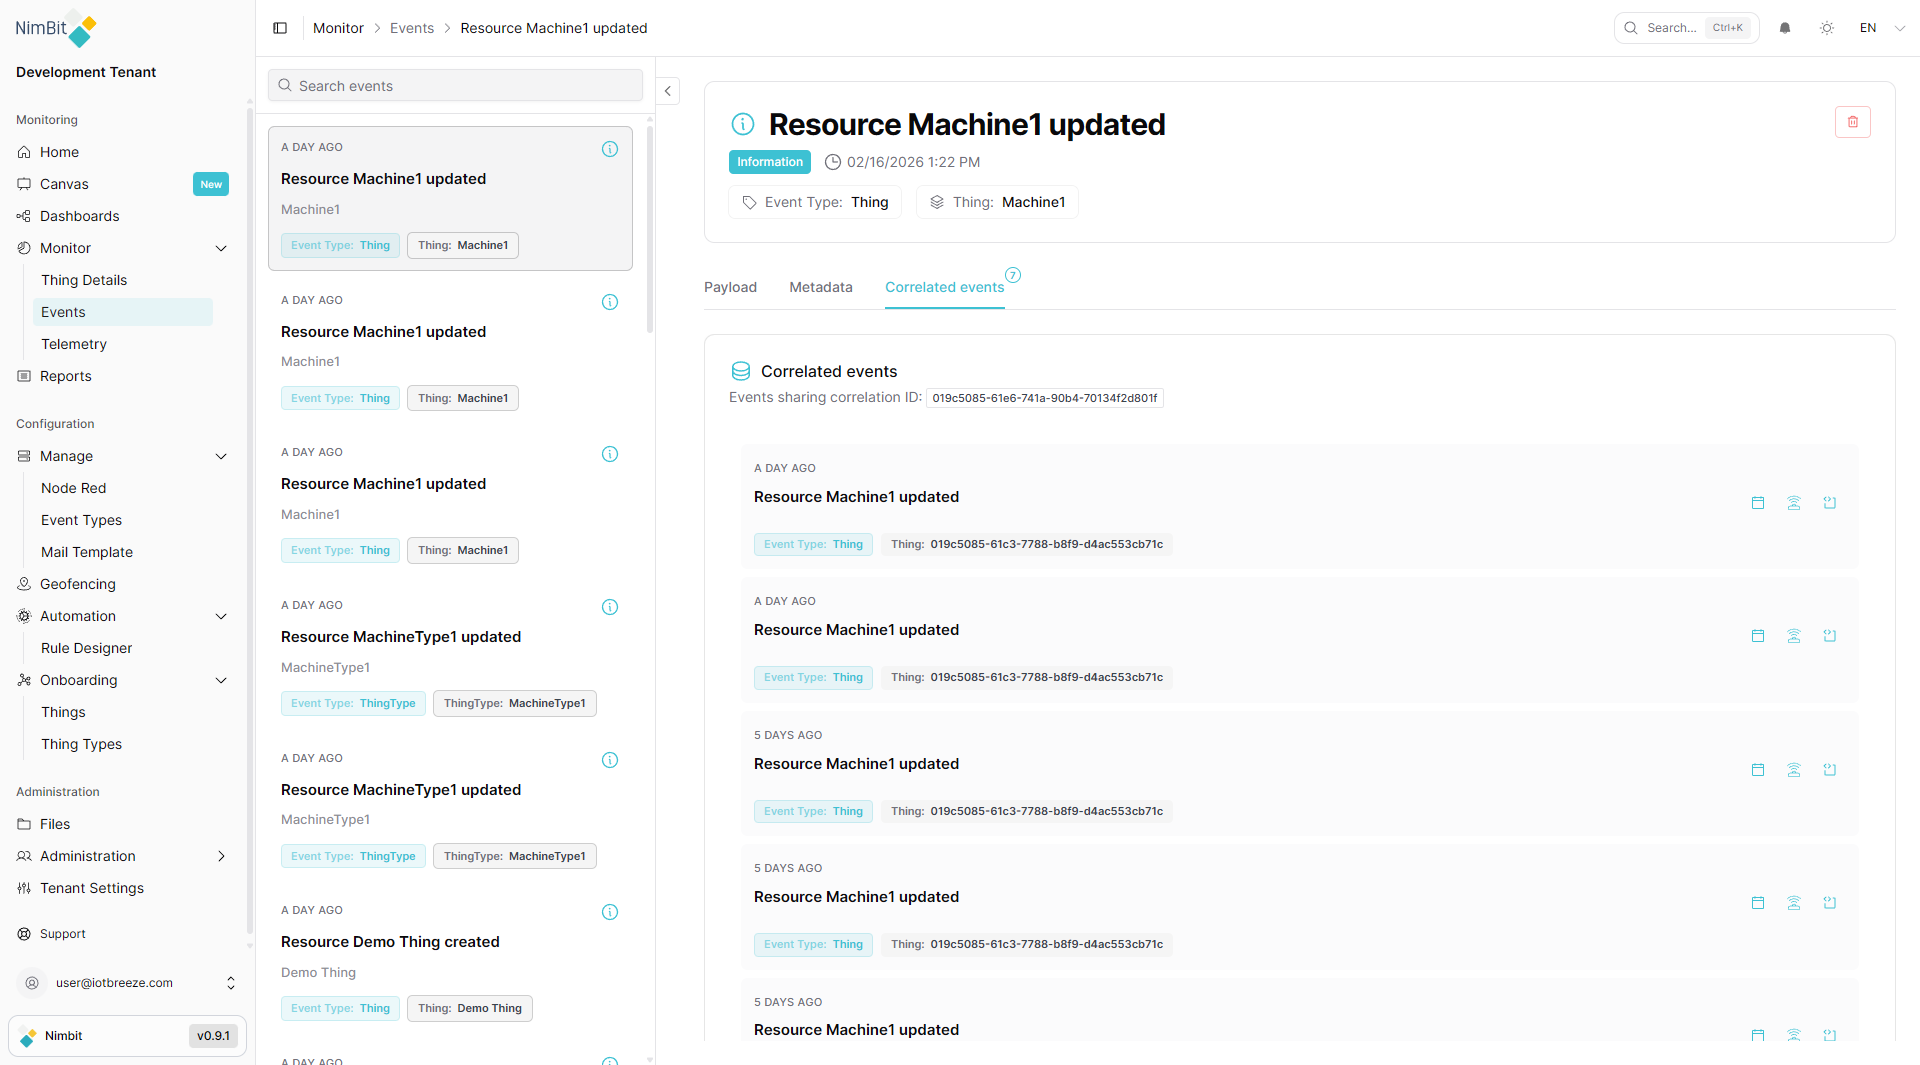 NimBit
Development Tenant
Monitoring
Home
Canvas New
Dashboards
Monitor
Thing Details
Events
Telemetry
Reports
Configuration
Manage
Node Red
Event Types
Mail Template
Geofencing
Automation
Rule Designer
Onboarding
Things
Thing Types
Administration
Files
Administration
Tenant Settings
Support
user@iotbreeze.com
Nimbit v0.9.1
Monitor Events Resource Machine1 updated
Search... Ctrl+K EN
Search events
A DAY AGO
Resource Machine1 updated
Machine1
Event Type: Thing Thing: Machine1
A DAY AGO
Resource Machine1 updated
Machine1
Event Type: Thing Thing: Machine1
A DAY AGO
Resource Machine1 updated
Machine1
Event Type: Thing Thing: Machine1
A DAY AGO
Resource MachineType1 updated
MachineType1
Event Type: ThingType ThingType: MachineType1
A DAY AGO
Resource MachineType1 updated
MachineType1
Event Type: ThingType ThingType: MachineType1
A DAY AGO
Resource Demo Thing created
Demo Thing
Event Type: Thing Thing: Demo Thing
A DAY AGO
Resource Machine1 updated
Information 02/16/2026 1:22 PM
Event Type: Thing Thing: Machine1
Payload Metadata Correlated events 7
Correlated events
Events sharing correlation ID: 019c5085-61e6-741a-90b4-70134f2d801f
A DAY AGO
Resource Machine1 updated
Event Type: Thing Thing: 019c5085-61c3-7788-b8f9-d4ac553cb71c
A DAY AGO
Resource Machine1 updated
Event Type: Thing Thing: 019c5085-61c3-7788-b8f9-d4ac553cb71c
5 DAYS AGO
Resource Machine1 updated
Event Type: Thing Thing: 019c5085-61c3-7788-b8f9-d4ac553cb71c
5 DAYS AGO
Resource Machine1 updated
Event Type: Thing Thing: 019c5085-61c3-7788-b8f9-d4ac553cb71c
5 DAYS AGO
Resource Machine1 updated